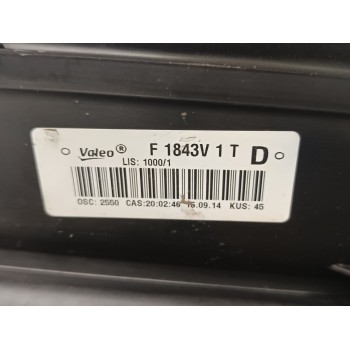 Valeo® F 1843V 1 T D
LIS: 1000/1
OSC: 2550 CAS:20:02:46 16.09.14 KUS: 45